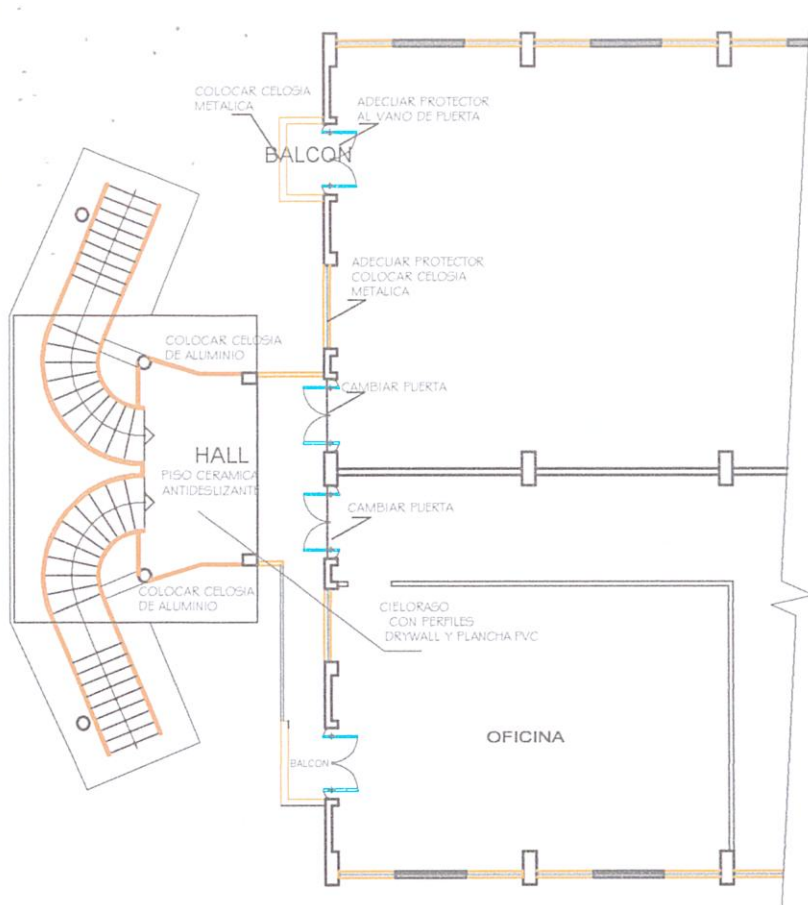 COLOCAR CELOSIA
METALICA
ADECUAR PROTECTOR
AL VANO DE PUERTA
BALCON
ADECUAR PROTECTOR
COLOCAR CELOSIA
METALICA
COLOCAR CELOSIA
DE ALUMINIO
CAMBIAR PUERTA
HALL
PISO CERAMICA
ANTIDESLIZANTE
CAMBIAR PUERTA
COLOCAR CELOSIA
DE ALUMINIO
CIELORASO
CON PERFILES
DRYWALL Y PLANCHA PVC
OFICINA
BALCON